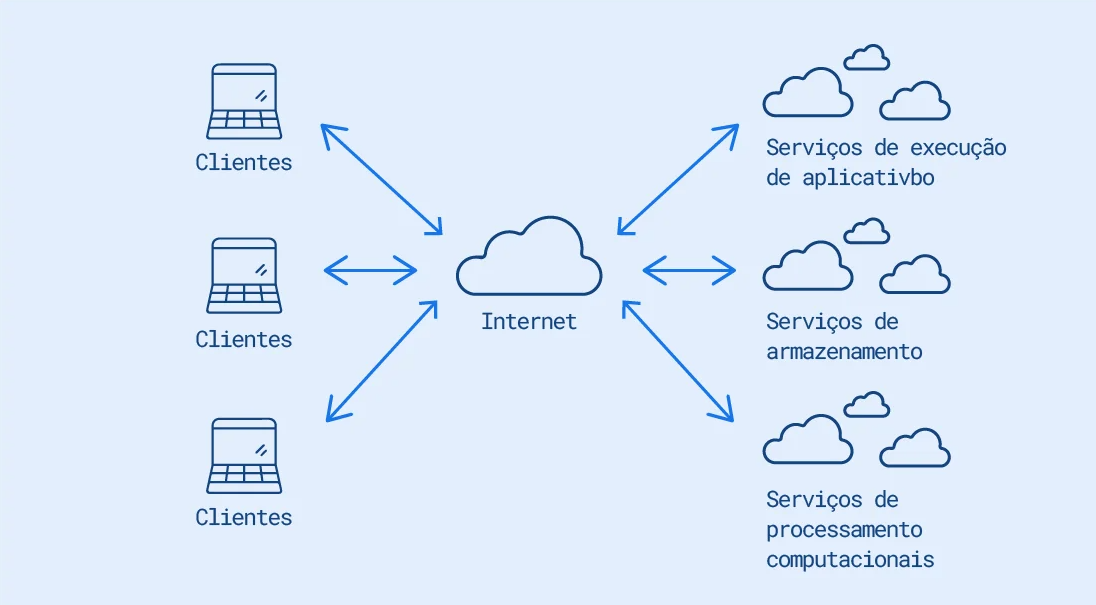 Clientes
Serviços de execução
de aplicativbo
Clientes
Internet
Serviços de
armazenamento
Clientes
Serviços de
processamento
computacionais